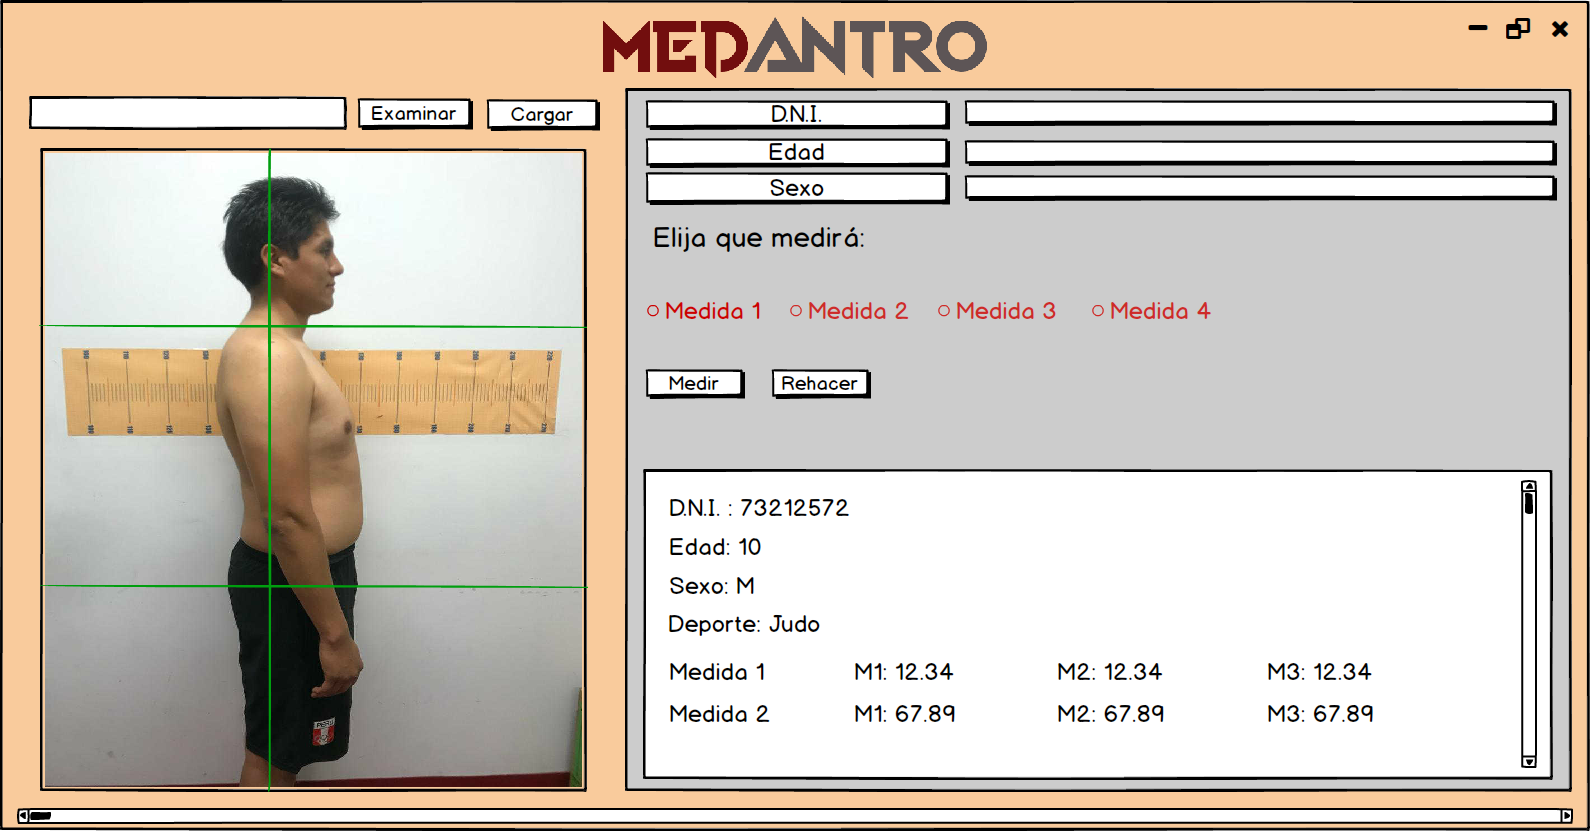 MEDANTRO
Examinar
Cargar
D.N.I.
Edad
Sexo
Elija que medirá:
Medida 1 Medida 2 Medida 3 Medida 4
Medir Rehacer
D.N.I. : 73212572
Edad: 10
Sexo: M
Deporte: Judo
Medida 1 M1: 12.34 M2: 12.34 M3: 12.34
Medida 2 M1: 67.89 M2: 67.89 M3: 67.89